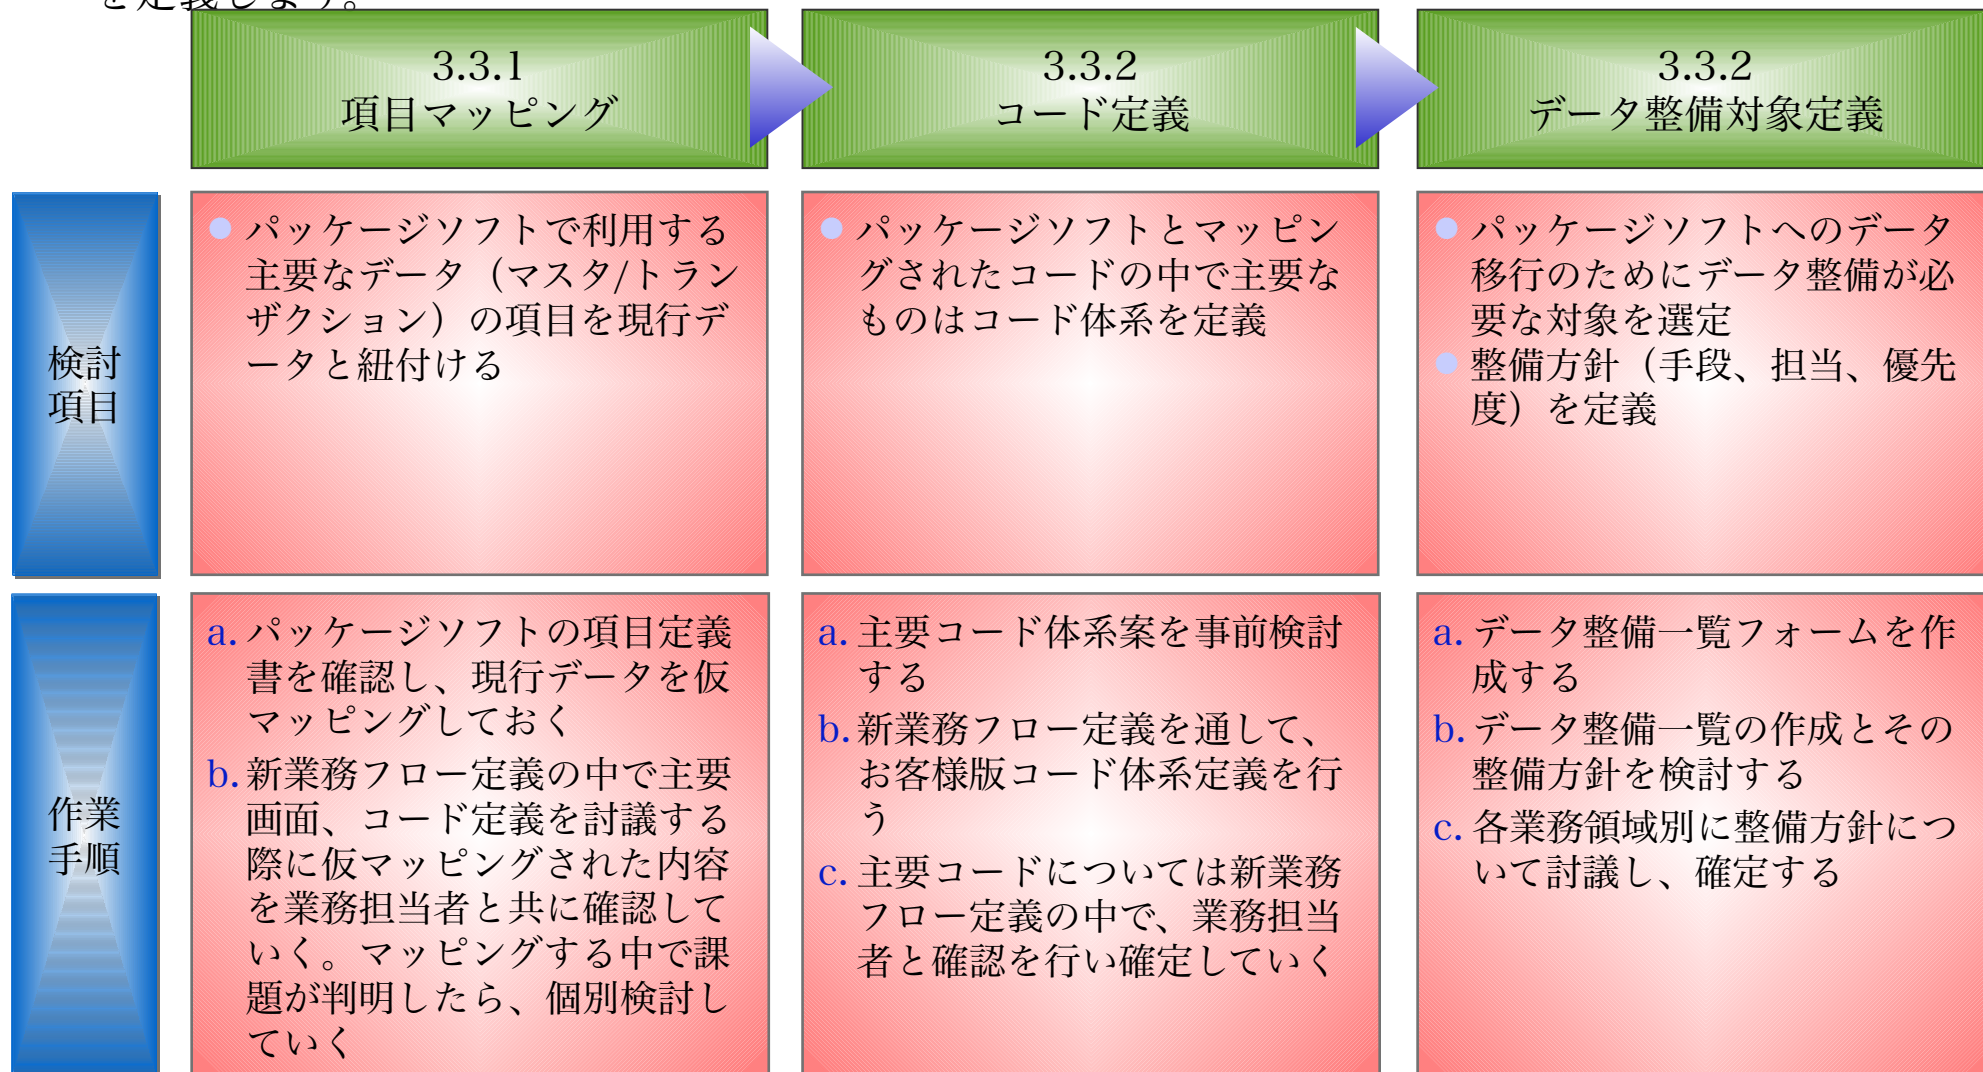 を定義します。
3.3.1
項目マッピング
3.3.2
コード定義
3.3.2
データ整備対象定義
検討
項目
パッケージソフトで利用する
主要なデータ（マスタ/トラン
ザクション）の項目を現行デ
ータと紐付ける
パッケージソフトとマッピン
グされたコードの中で主要な
ものはコード体系を定義
パッケージソフトへのデータ
移行のためにデータ整備が必
要な対象を選定
整備方針（手段、担当、優先
度）を定義
作業
手順
a. パッケージソフトの項目定義
書を確認し、現行データを仮
マッピングしておく
b. 新業務フロー定義の中で主要
画面、コード定義を討議する
際に仮マッピングされた内容
を業務担当者と共に確認して
いく。マッピングする中で課
題が判明したら、個別検討し
ていく
a. 主要コード体系案を事前検討
する
b. 新業務フロー定義を通して、
お客様版コード体系定義を行
う
c. 主要コードについては新業務
フロー定義の中で、業務担当
者と確認を行い確定していく
a. データ整備一覧フォームを作
成する
b. データ整備一覧の作成とその
整備方針を検討する
c. 各業務領域別に整備方針につ
いて討議し、確定する